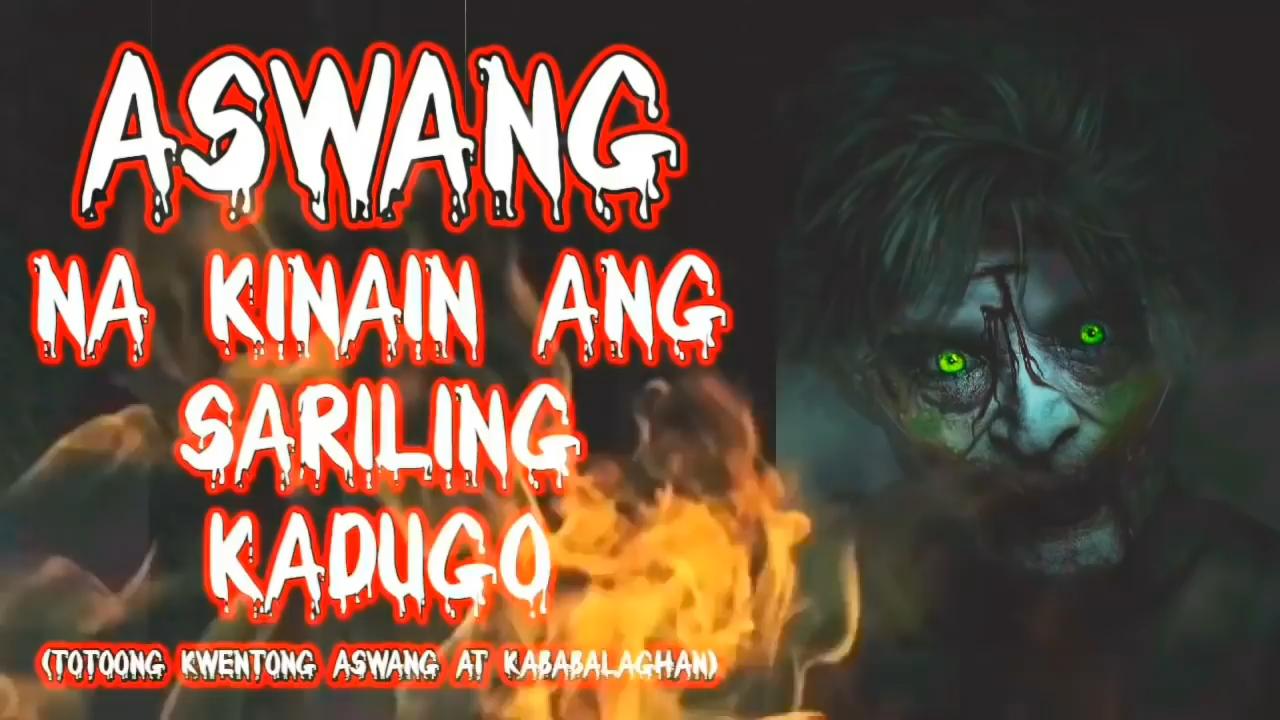 ASWANG
NA KINAIN ANG
SARILING
KADUGO
(TOTOONG KWENTONG ASWANG AT KABABALAGHAN)